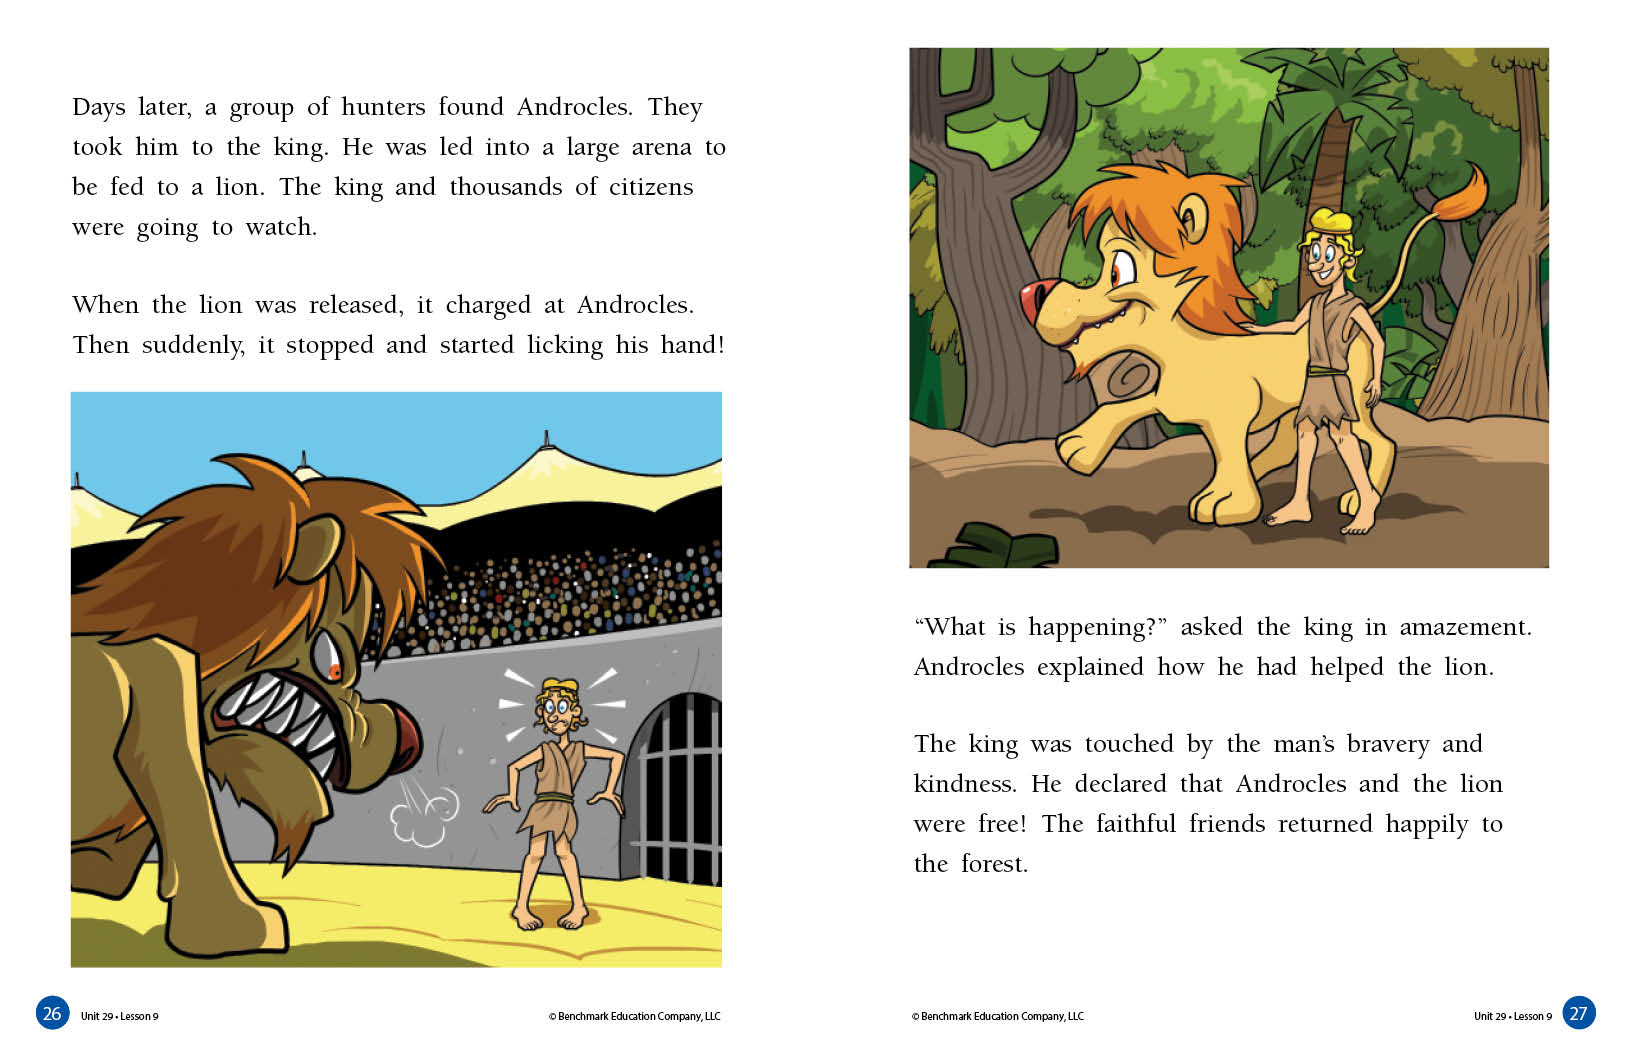 Days later, a group of hunters found Androcles. They
took him to the king. He was led into a large arena to
be fed to a lion. The king and thousands of citizens
were going to watch.
When the lion was released, it charged at Androcles.
Then suddenly, it stopped and started licking his hand!
26 Unit 29 • Lesson 9 © Benchmark Education Company, LLC
“What is happening?” asked the king in amazement.
Androcles explained how he had helped the lion.
The king was touched by the man’s bravery and
kindness. He declared that Androcles and the lion
were free! The faithful friends returned happily to
the forest.
© Benchmark Education Company, LLC Unit 29 • Lesson 9 27